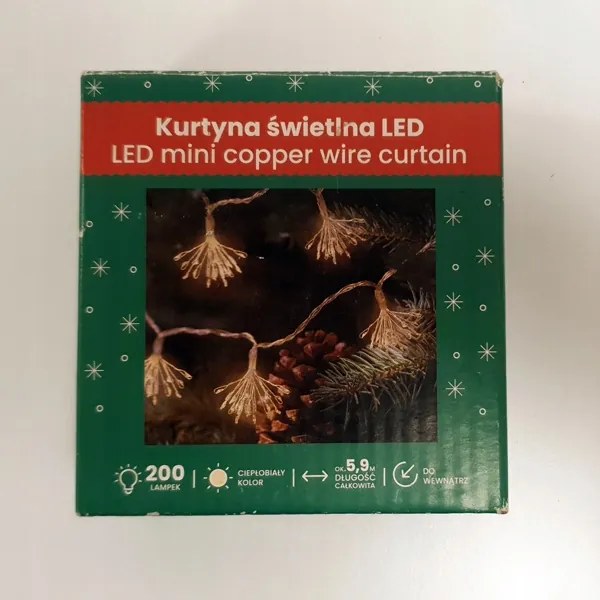 Kurtyna świetlna LED
LED mini copper wire curtain
200
LAMPEK
CIEPŁOBIAŁY
KOLOR
OK. 5,9 M
DŁUGOŚĆ
CAŁKOWITA
DO
WEWNĄTRZ